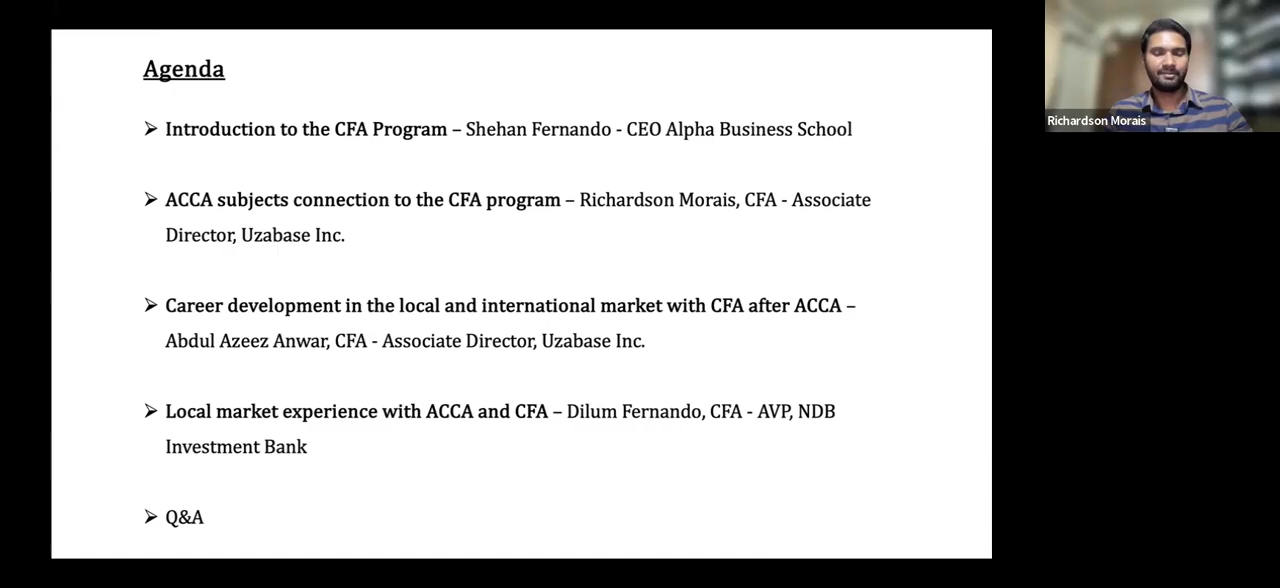 Agenda
➢ Introduction to the CFA Program – Shehan Fernando - CEO Alpha Business School
➢ ACCA subjects connection to the CFA program – Richardson Morais, CFA - Associate
Director, Uzabase Inc.
➢ Career development in the local and international market with CFA after ACCA –
Abdul Azeez Anwar, CFA - Associate Director, Uzabase Inc.
➢ Local market experience with ACCA and CFA – Dilum Fernando, CFA - AVP, NDB
Investment Bank
➢ Q&A
Richardson Morais